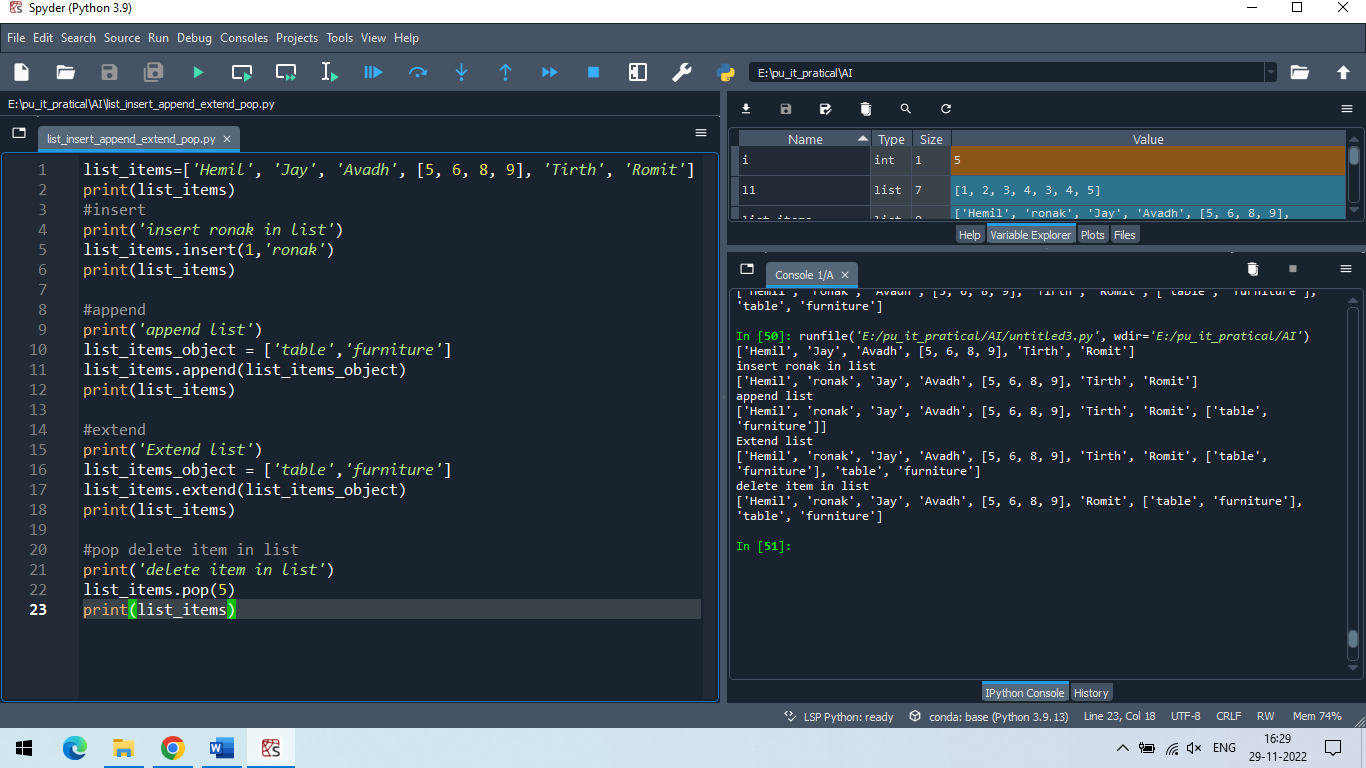 Spyder (Python 3.9)
File Edit Search Source Run Debug Consoles Projects Tools View Help
E:\pu_it_pratical\AI
E:\pu_it_pratical\AI\list_insert_append_extend_pop.py
list_insert_append_extend_pop.py
1 list_items=['Hemil', 'Jay', 'Avadh', [5, 6, 8, 9], 'Tirth', 'Romit']
2 print(list_items)
3 #insert
4 print('insert ronak in list')
5 list_items.insert(1,'ronak')
6 print(list_items)
7
8 #append
9 print('append list')
10 list_items_object = ['table','furniture']
11 list_items.append(list_items_object)
12 print(list_items)
13
14 #extend
15 print('Extend list')
16 list_items_object = ['table','furniture']
17 list_items.extend(list_items_object)
18 print(list_items)
19
20 #pop delete item in list
21 print('delete item in list')
22 list_items.pop(5)
23 print(list_items)
Name Type Size Value
i int 1 5
l1 list 7 [1, 2, 3, 4, 3, 4, 5]
list_items list ['Hemil', 'ronak', 'Jay', 'Avadh', [5, 6, 8, 9],
Help Variable Explorer Plots Files
Console 1/A
['Hemil', 'ronak', 'Avadh', [5, 6, 8, 9], 'Tirth', 'Romit', ['table', 'furniture'],
'table', 'furniture']
In [50]: runfile('E:/pu_it_pratical/AI/untitled3.py', wdir='E:/pu_it_pratical/AI')
['Hemil', 'Jay', 'Avadh', [5, 6, 8, 9], 'Tirth', 'Romit']
insert ronak in list
['Hemil', 'ronak', 'Jay', 'Avadh', [5, 6, 8, 9], 'Tirth', 'Romit']
append list
['Hemil', 'ronak', 'Jay', 'Avadh', [5, 6, 8, 9], 'Tirth', 'Romit', ['table',
'furniture']]
Extend list
['Hemil', 'ronak', 'Jay', 'Avadh', [5, 6, 8, 9], 'Tirth', 'Romit', ['table',
'furniture'], 'table', 'furniture']
delete item in list
['Hemil', 'ronak', 'Jay', 'Avadh', [5, 6, 8, 9], 'Romit', ['table', 'furniture'],
'table', 'furniture']
In [51]:
IPython Console History
LSP Python: ready conda: base (Python 3.9.13) Line 23, Col 18 UTF-8 CRLF RW Mem 74%
ENG 16:29
29-11-2022